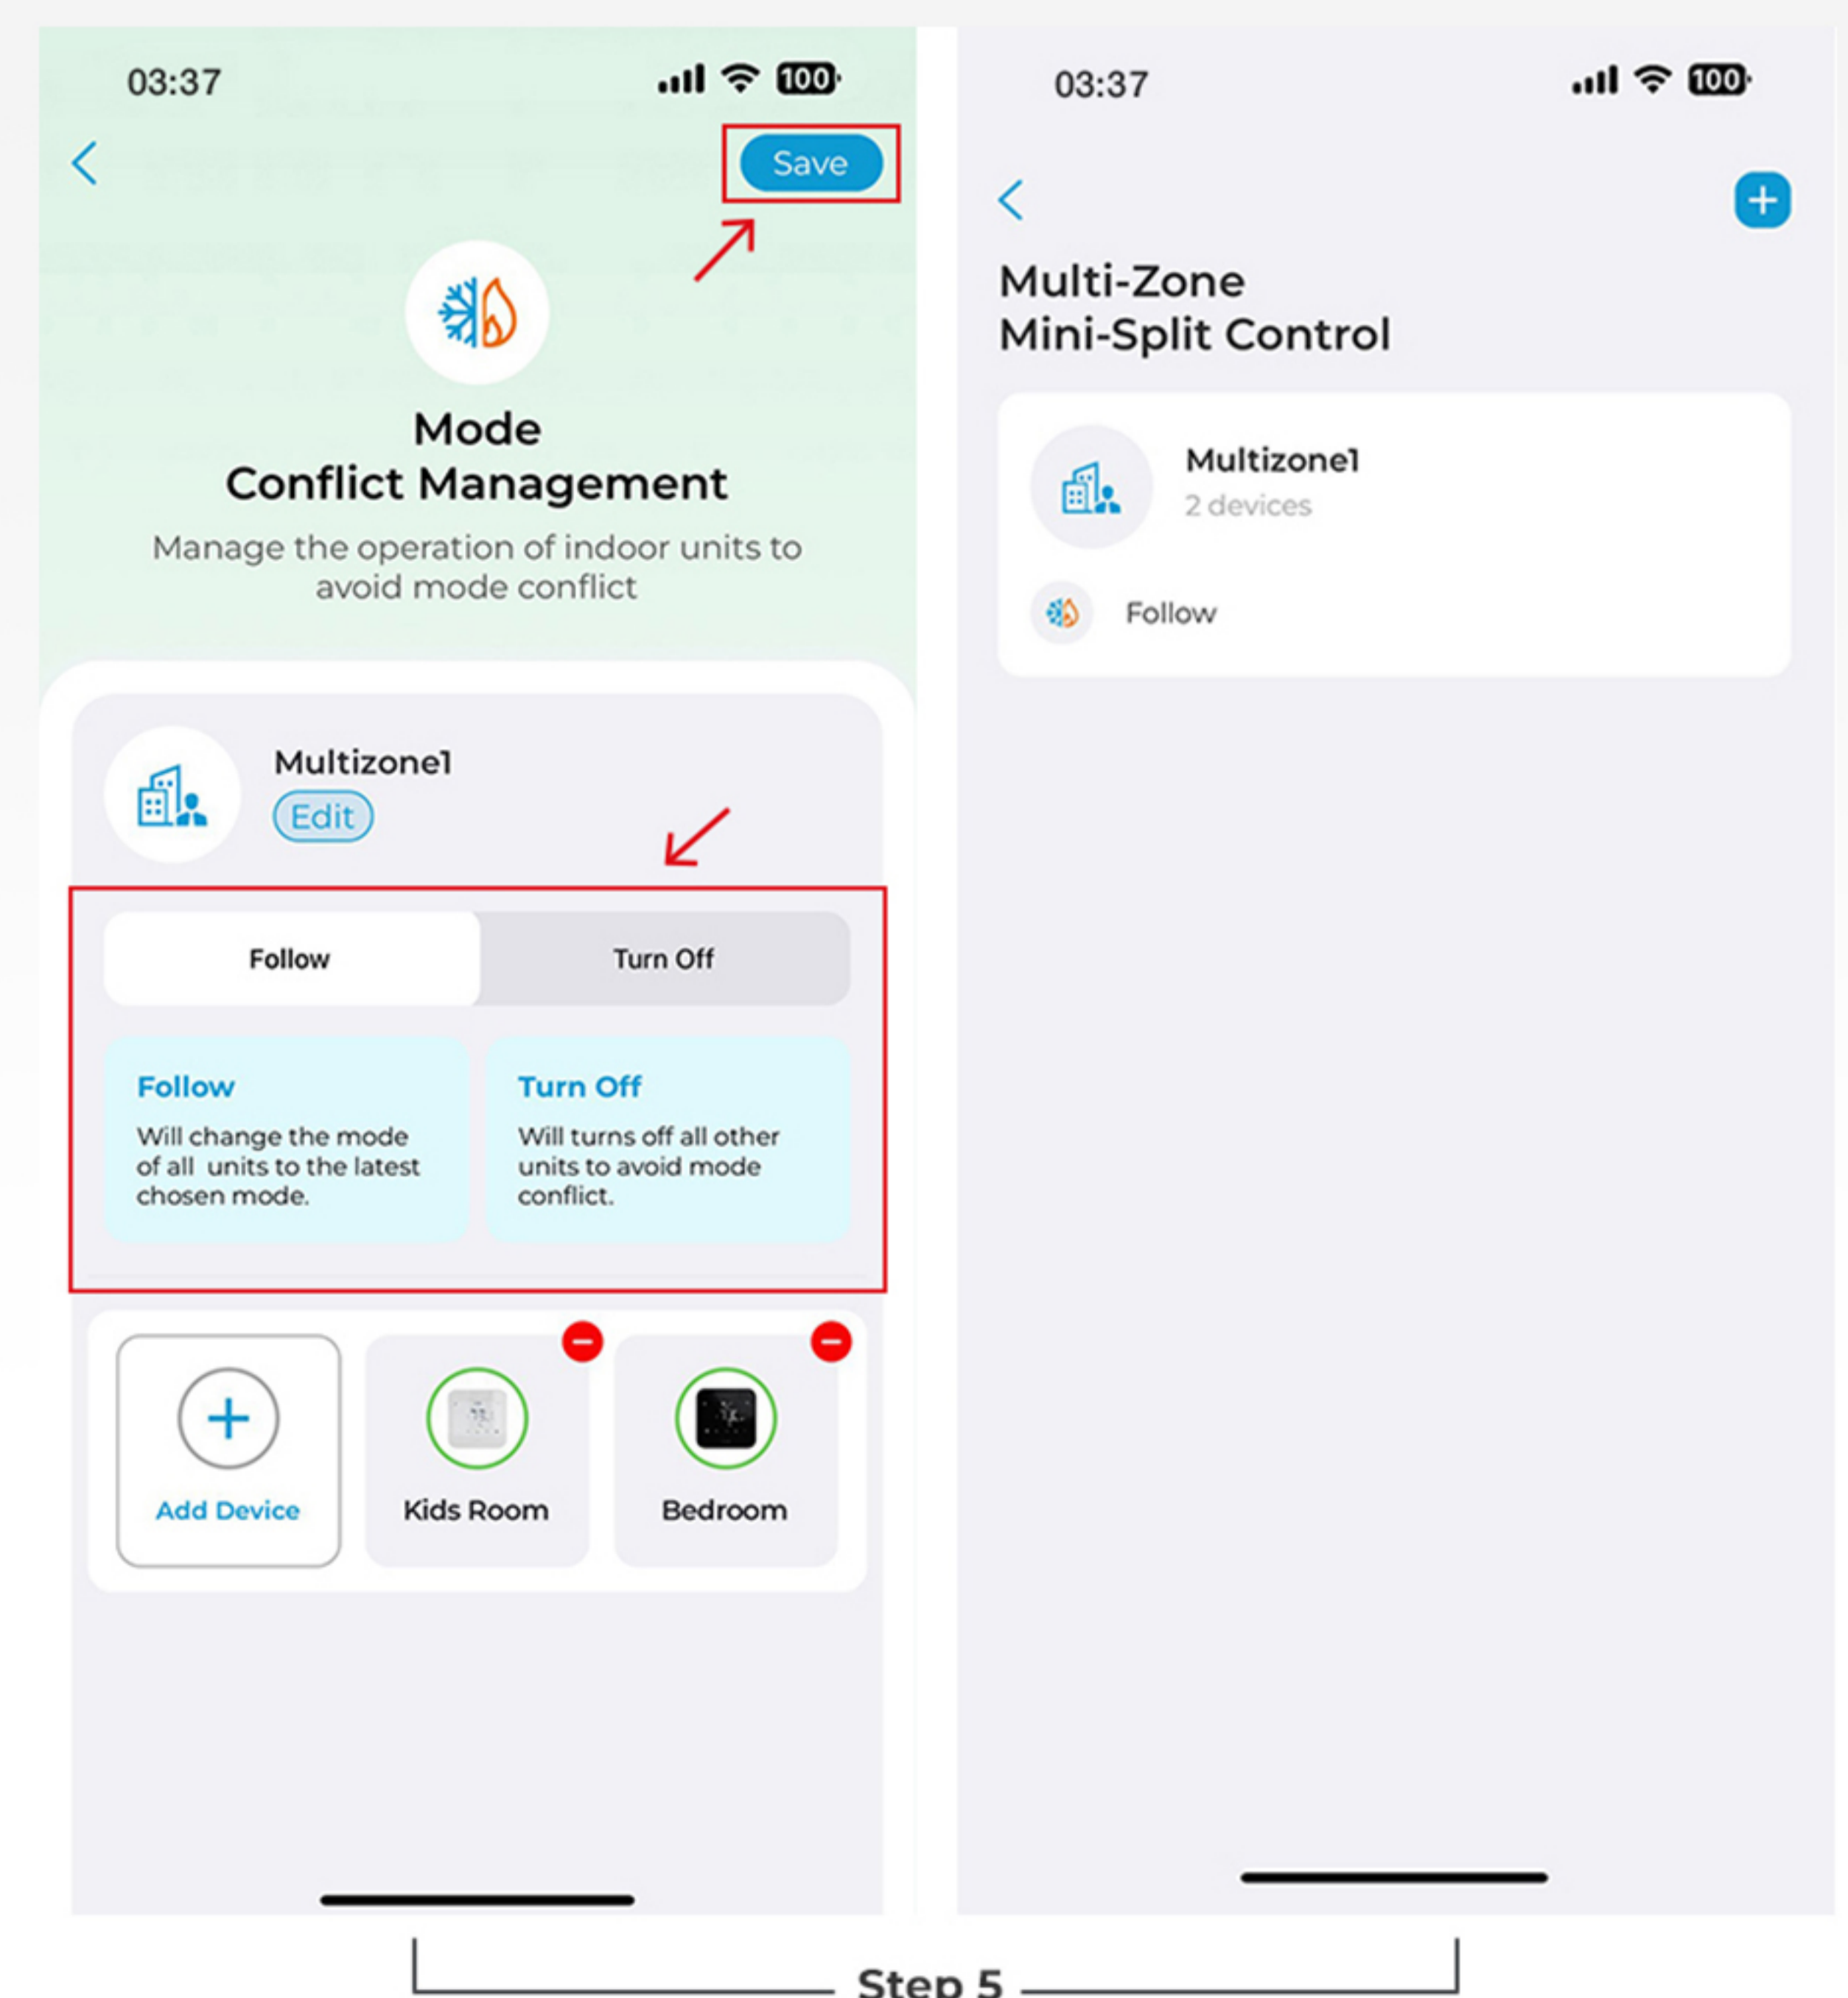 03:37
100
Save
Mode
Conflict Management
Manage the operation of indoor units to
avoid mode conflict
Multizone1
Edit
Follow
Turn Off
Follow
Will change the mode
of all units to the latest
chosen mode.
Turn Off
Will turns off all other
units to avoid mode
conflict.
Add Device
Kids Room
Bedroom
03:37
100
Multi-Zone
Mini-Split Control
Multizone1
2 devices
Follow
Step 5